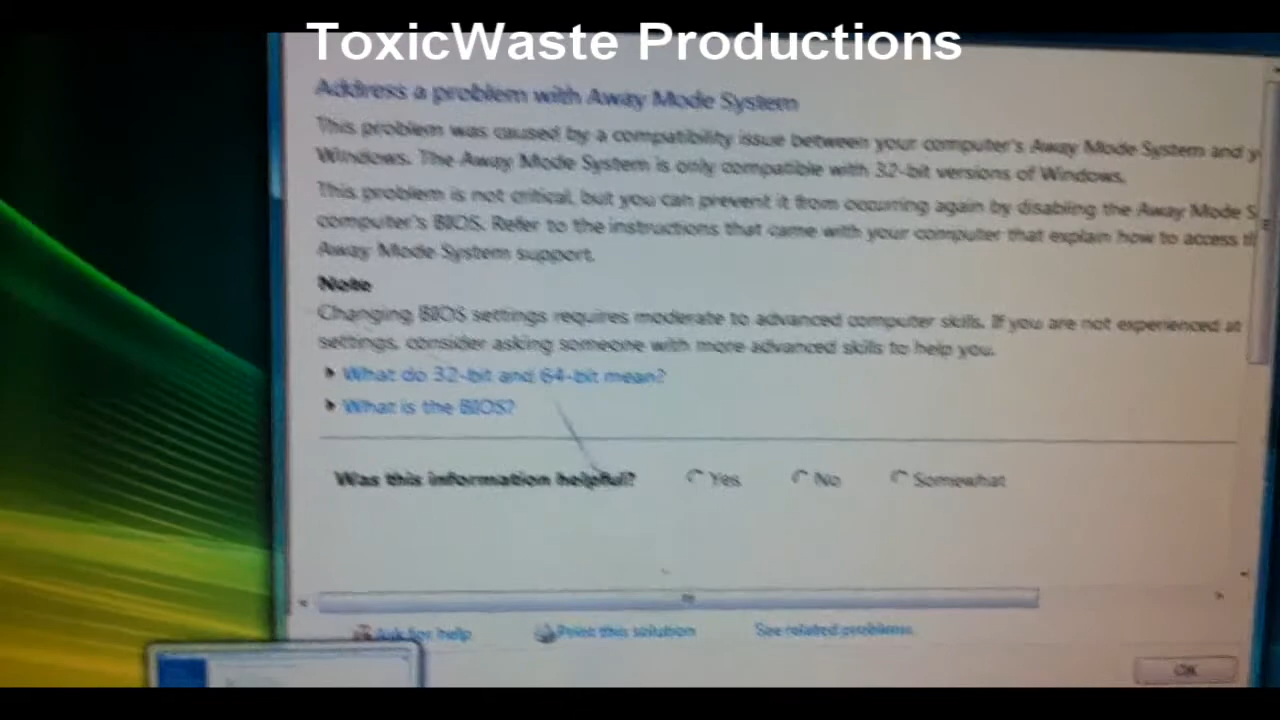 ToxicWaste Productions
Address a problem with Away Mode System
This problem was caused by a compatibility issue between your computer's Away Mode System and y
Windows. The Away Mode System is only compatible with 32-bit versions of Windows.
This problem is not critical, but you can prevent it from occurring again by disabling the Away Mode S
computer's BIOS. Refer to the instructions that came with your computer that explain how to access t
Away Mode System support.
Note
Changing BIOS settings requires moderate to advanced computer skills. If you are not experienced at
settings, consider asking someone with more advanced skills to help you.
What do 32-bit and 64-bit mean?
What is the BIOS?
Was this information helpful? Yes No Somewhat
Ask for help Print this solution See related problems
OK